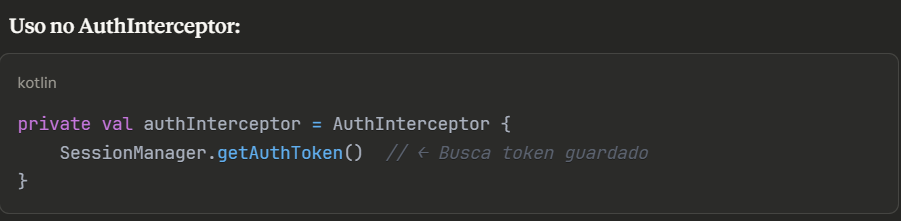 Uso no AuthInterceptor:
kotlin
private val authInterceptor = AuthInterceptor {
    SessionManager.getAuthToken()  // ← Busca token guardado
}